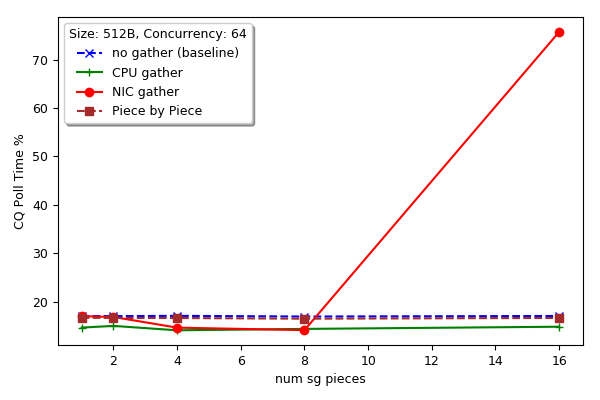 Size: 512B, Concurrency: 64
no gather (baseline)
CPU gather
NIC gather
Piece by Piece
CQ Poll Time %
70
60
50
40
30
20
2
4
6
8
10
12
14
16
num sg pieces